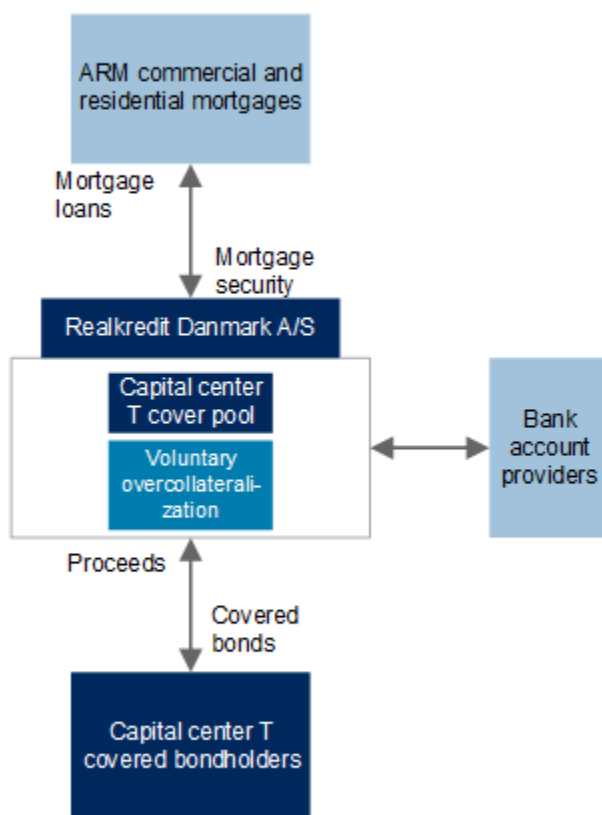 ARM commercial and
residential mortgages
Mortgage
loans
Mortgage
security
Realkredit Danmark A/S
Capital center
T cover pool
Voluntary
overcollaterali-
zation
Bank
account
providers
Proceeds
Covered
bonds
Capital center T
covered bondholders